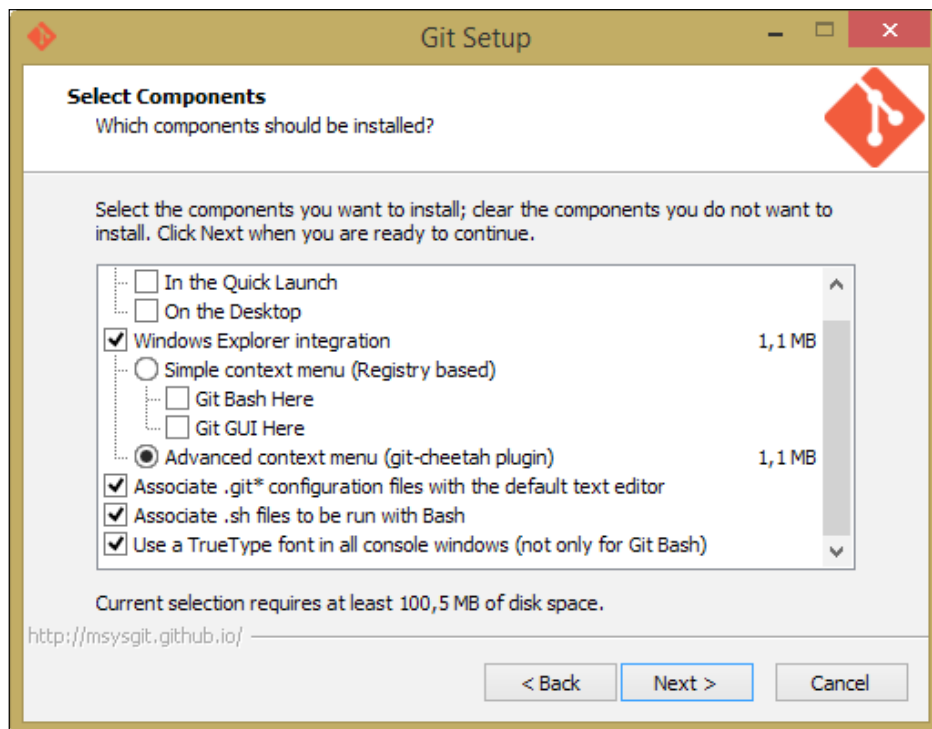 Git Setup
Select Components
Which components should be installed?
Select the components you want to install; clear the components you do not want to
install. Click Next when you are ready to continue.
In the Quick Launch
On the Desktop
Windows Explorer integration 1,1 MB
Simple context menu (Registry based)
Git Bash Here
Git GUI Here
Advanced context menu (git-cheetah plugin) 1,1 MB
Associate .git* configuration files with the default text editor
Associate .sh files to be run with Bash
Use a TrueType font in all console windows (not only for Git Bash)
Current selection requires at least 100,5 MB of disk space.
http://msysgit.github.io/
< Back Next > Cancel